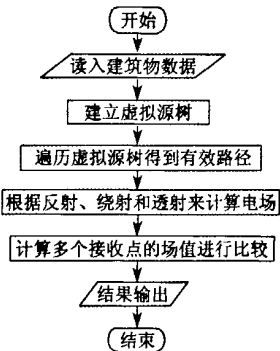 开始
读入建筑物数据
建立虚拟源树
遍历虚拟源树得到有效路径
根据反射、绕射和透射来计算电场
计算多个接收点的场值进行比较
结果输出
结束